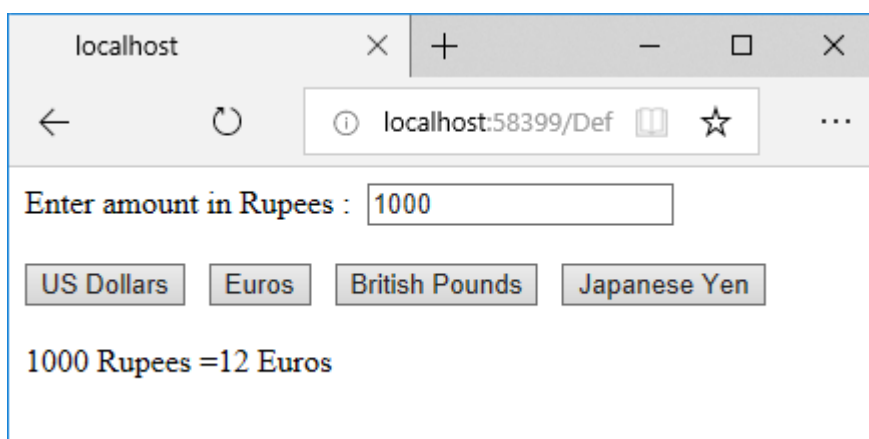 localhost
localhost:58399/Def
Enter amount in Rupees : 1000
US Dollars Euros British Pounds Japanese Yen
1000 Rupees =12 Euros